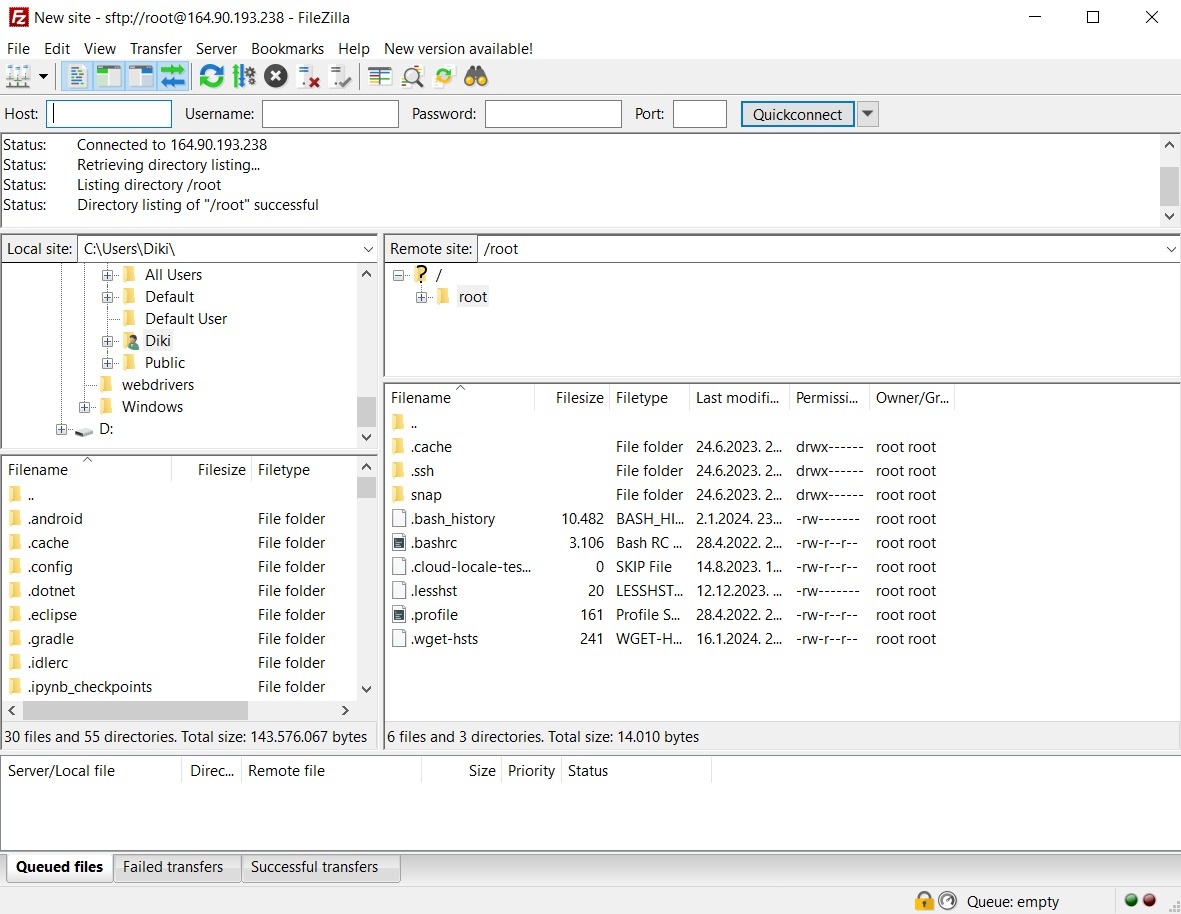 New site - sftp://root@164.90.193.238 - FileZilla
File Edit View Transfer Server Bookmarks Help New version available!
Host: Username: Password: Port: Quickconnect
Status: Connected to 164.90.193.238
Status: Retrieving directory listing...
Status: Listing directory /root
Status: Directory listing of "/root" successful
Local site: C:\Users\Diki\
All Users
Default
Default User
Diki
Public
webdrivers
Windows
D:
Filename Filesize Filetype
..
.android File folder
.cache File folder
.config File folder
.dotnet File folder
.eclipse File folder
.gradle File folder
.idlerc File folder
.ipynb_checkpoints File folder
30 files and 55 directories. Total size: 143.576.067 bytes
Remote site: /root
/
root
Filename Filesize Filetype Last modifi... Permissi... Owner/Gr...
..
.cache File folder 24.6.2023. 2... drwx------ root root
.ssh File folder 24.6.2023. 2... drwx------ root root
snap File folder 24.6.2023. 2... drwx------ root root
.bash_history 10.482 BASH_HI... 2.1.2024. 23... -rw------- root root
.bashrc 3.106 Bash RC ... 28.4.2022. 2... -rw-r--r-- root root
.cloud-locale-tes... 0 SKIP File 14.8.2023. 1... -rw-r--r-- root root
.lesshst 20 LESSHST... 12.12.2023. ... -rw------- root root
.profile 161 Profile S... 28.4.2022. 2... -rw-r--r-- root root
.wget-hsts 241 WGET-H... 16.1.2024. 2... -rw-r--r-- root root
6 files and 3 directories. Total size: 14.010 bytes
Server/Local file Direc... Remote file Size Priority Status
Queued files Failed transfers Successful transfers
Queue: empty